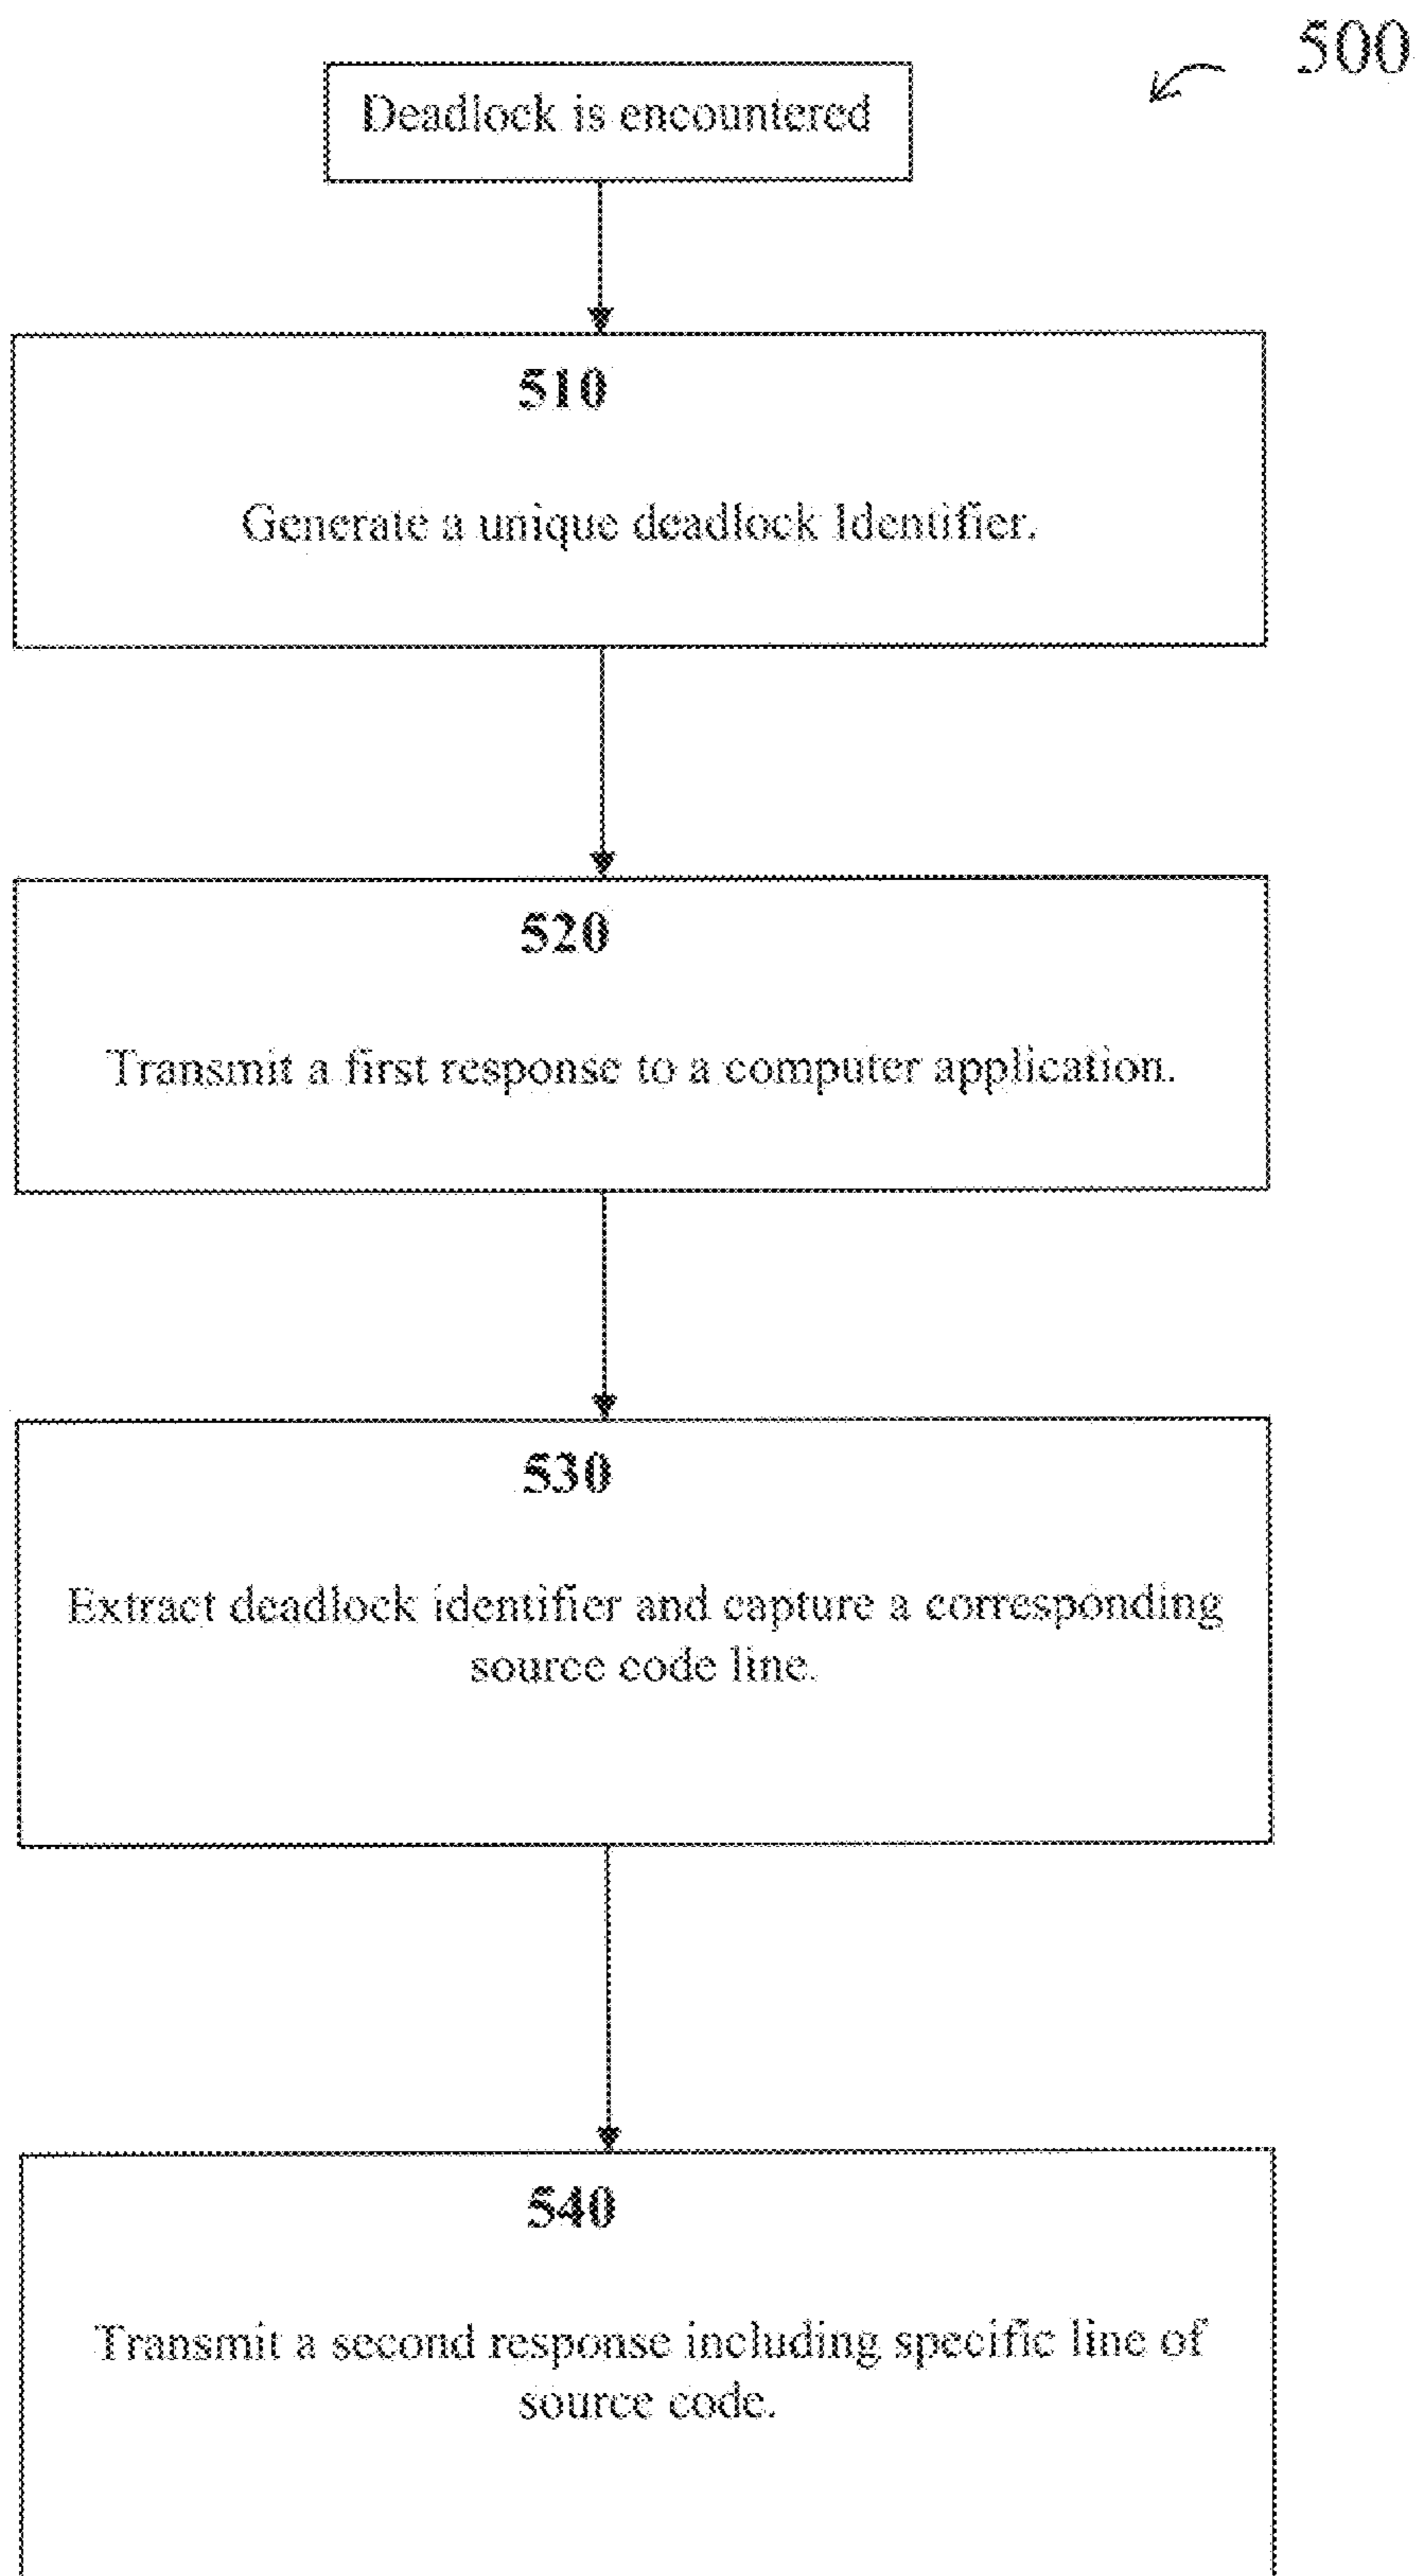 500
Deadlock is encountered
510
Generate a unique deadlock Identifier.
520
Transmit a first response to a computer application.
530
Extract deadlock identifier and capture a corresponding
source code line.
540
Transmit a second response including specific line of
source code.